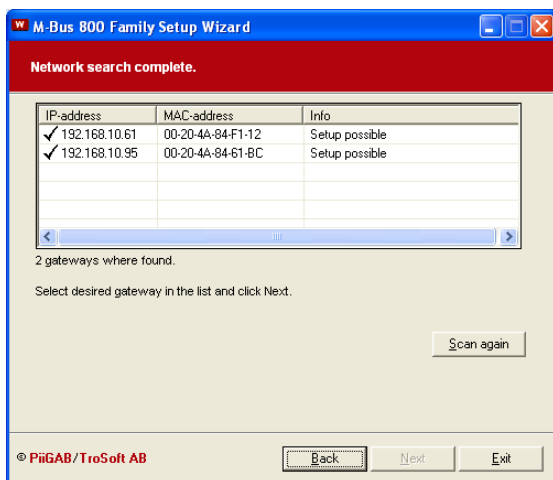 W M-Bus 800 Family Setup Wizard
Network search complete.
IP-address MAC-address Info
192.168.10.61 00-20-4A-84-F1-12 Setup possible
192.168.10.95 00-20-4A-84-61-BC Setup possible
2 gateways where found.
Select desired gateway in the list and click Next.
Scan again
© PiiGAB/TroSoft AB Back Next Exit